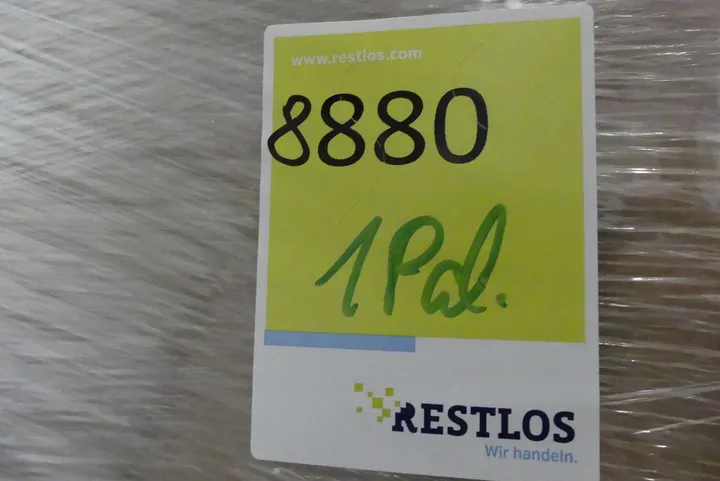 www.restlos.com
8880
1 Pal.
RESTLOS
Wir handeln.